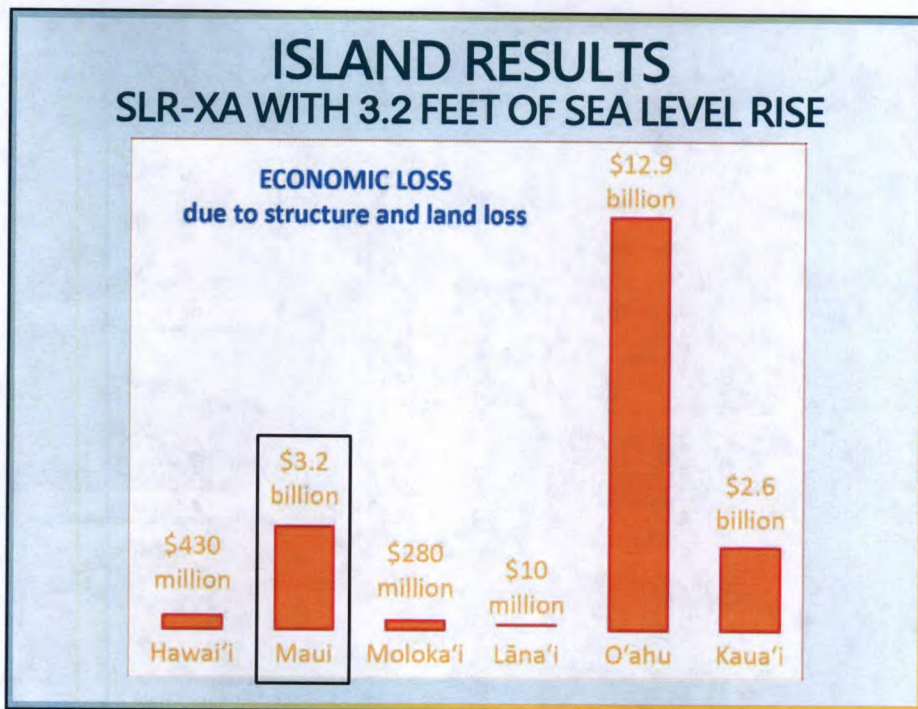 ISLAND RESULTS
SLR-XA WITH 3.2 FEET OF SEA LEVEL RISE
ECONOMIC LOSS
due to structure and land loss
$430
million
$3.2
billion
$280
million
$10
million
$12.9
billion
$2.6
billion
Hawai‘i
Maui
Moloka‘i
Lāna‘i
O‘ahu
Kaua‘i